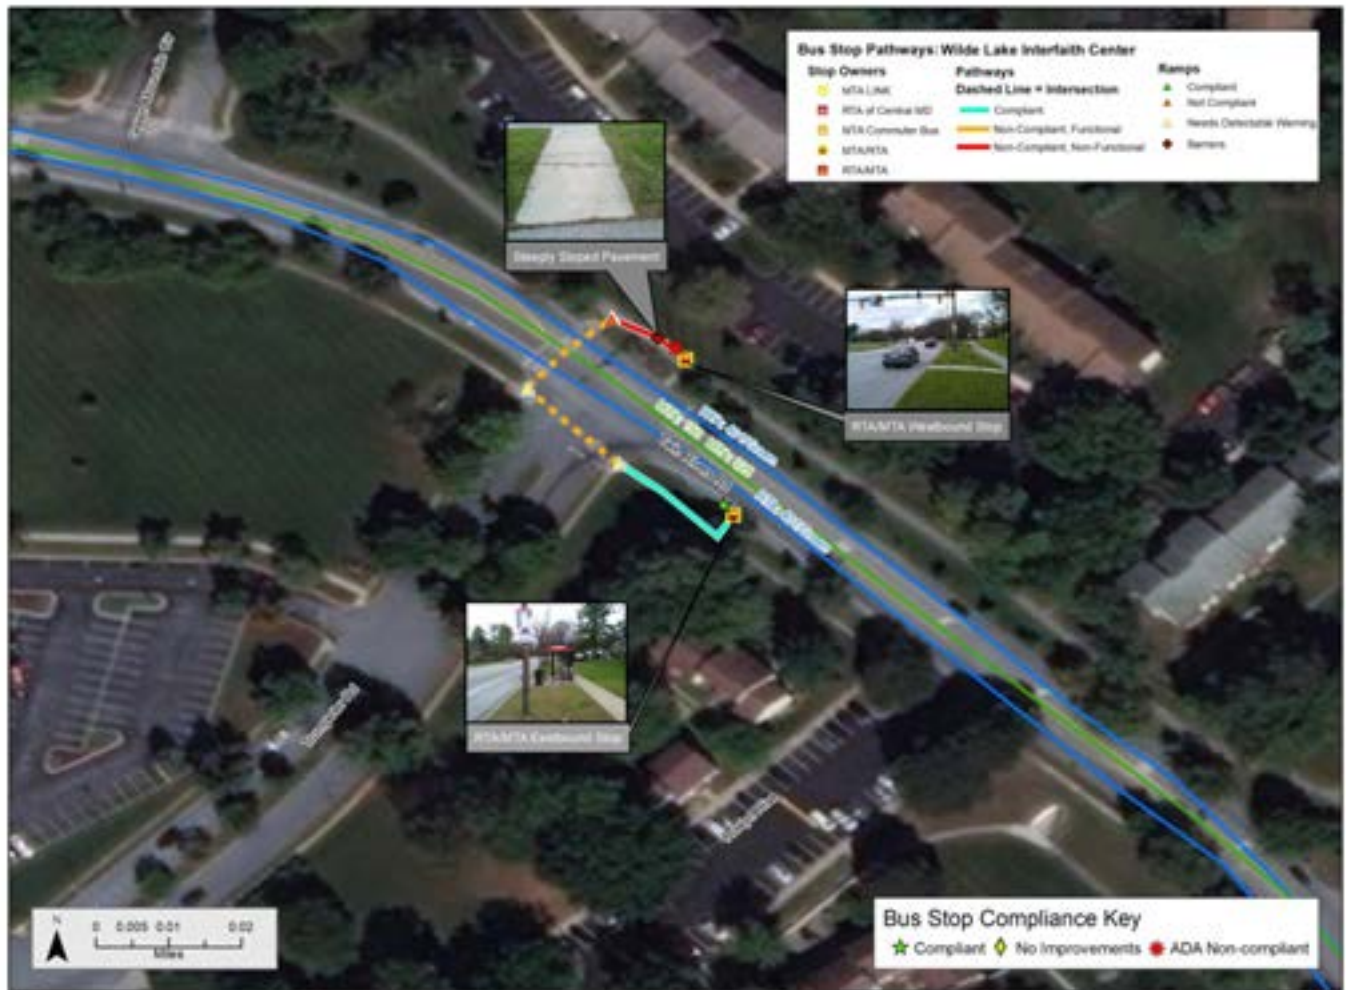 Bus Stop Pathways: Wilde Lake Interfaith Center
Stop Owners
MTA LINK
RTA of Central MD
MTA Commuter Bus
MTA/RTA
RTA/MTA
Pathways
Dashed Line = Intersection
Compliant
Non-Compliant, Functional
Non-Compliant, Non-Functional
Ramps
Compliant
Not Compliant
Needs Detectable Warning
Barriers
Steeply Sloped Pavement
RTA/MTA Westbound Stop
RTA/MTA Eastbound Stop
N
0 0.005 0.01 0.02
Miles
Bus Stop Compliance Key
Compliant No Improvements ADA Non-compliant